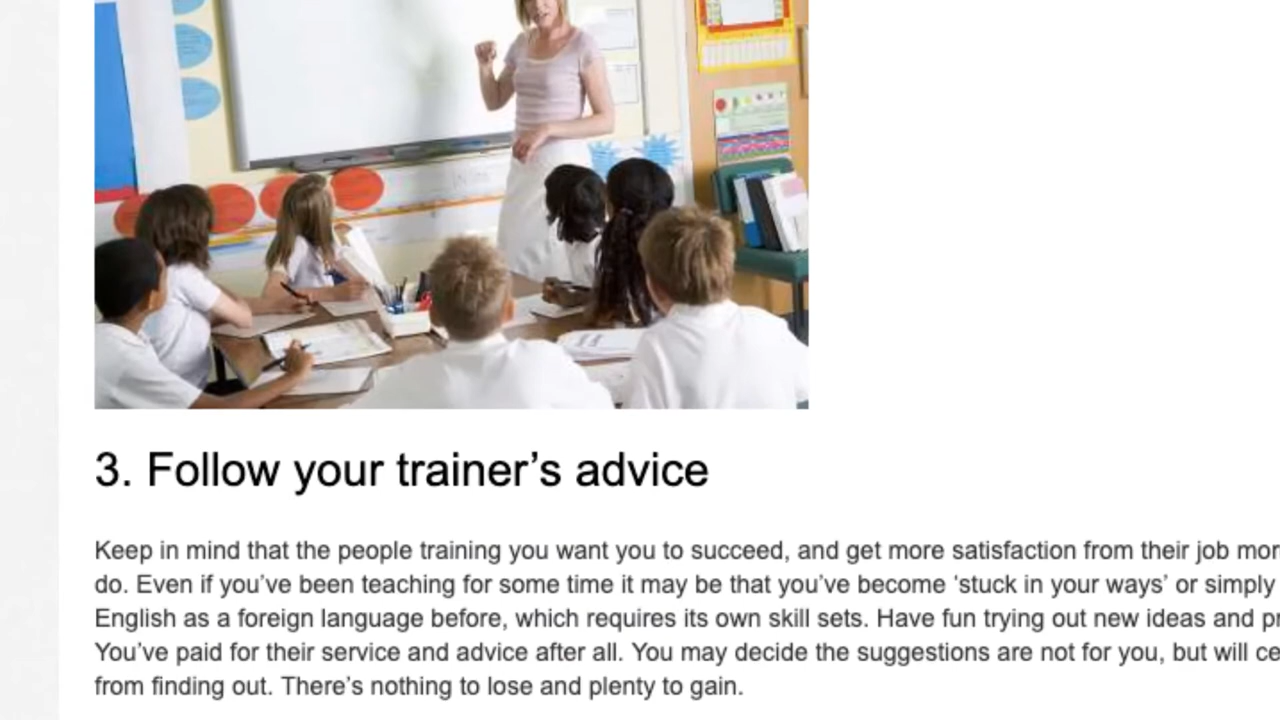 3. Follow your trainer’s advice
Keep in mind that the people training you want you to succeed, and get more satisfaction from their job
do. Even if you’ve been teaching for some time it may be that you’ve become ‘stuck in your ways’ or simply
English as a foreign language before, which requires its own skill sets. Have fun trying out new ideas and
You’ve paid for their service and advice after all. You may decide the suggestions are not for you, but will
from finding out. There’s nothing to lose and plenty to gain.